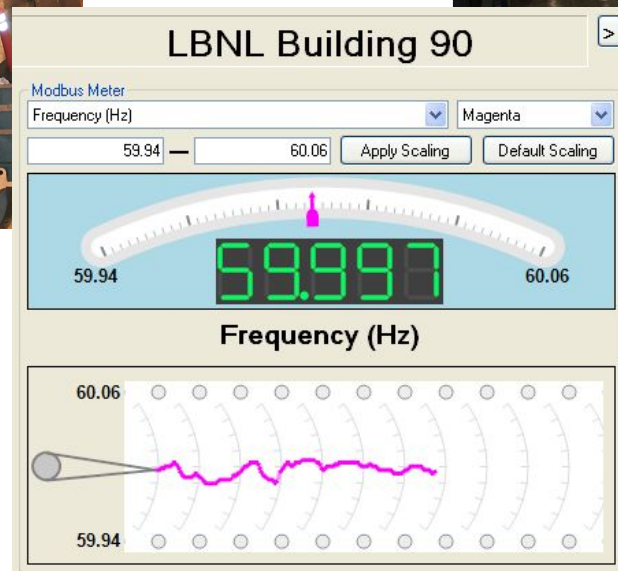 LBNL Building 90
>
Modbus Meter
Frequency (Hz) Magenta
59.94 — 60.06 Apply Scaling Default Scaling
59.94 59.997 60.06
Frequency (Hz)
60.06
59.94